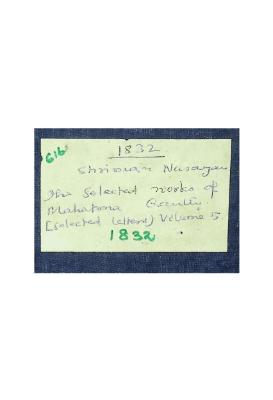 616
1832
Shriman Narayan
The Selected works of
Mahatma Gandhi.
[Selected letters) Volume 5
1832